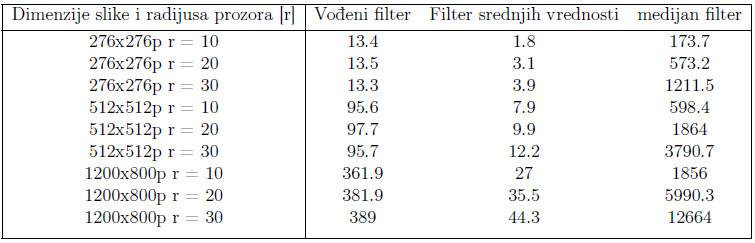 Dimenzije slike i radijusa prozora [r] Vođeni filter Filter srednjih vrednosti medijan filter
276x276p r = 10 13.4 1.8 173.7
276x276p r = 20 13.5 3.1 573.2
276x276p r = 30 13.3 3.9 1211.5
512x512p r = 10 95.6 7.9 598.4
512x512p r = 20 97.7 9.9 1864
512x512p r = 30 95.7 12.2 3790.7
1200x800p r = 10 361.9 27 1856
1200x800p r = 20 381.9 35.5 5990.3
1200x800p r = 30 389 44.3 12664